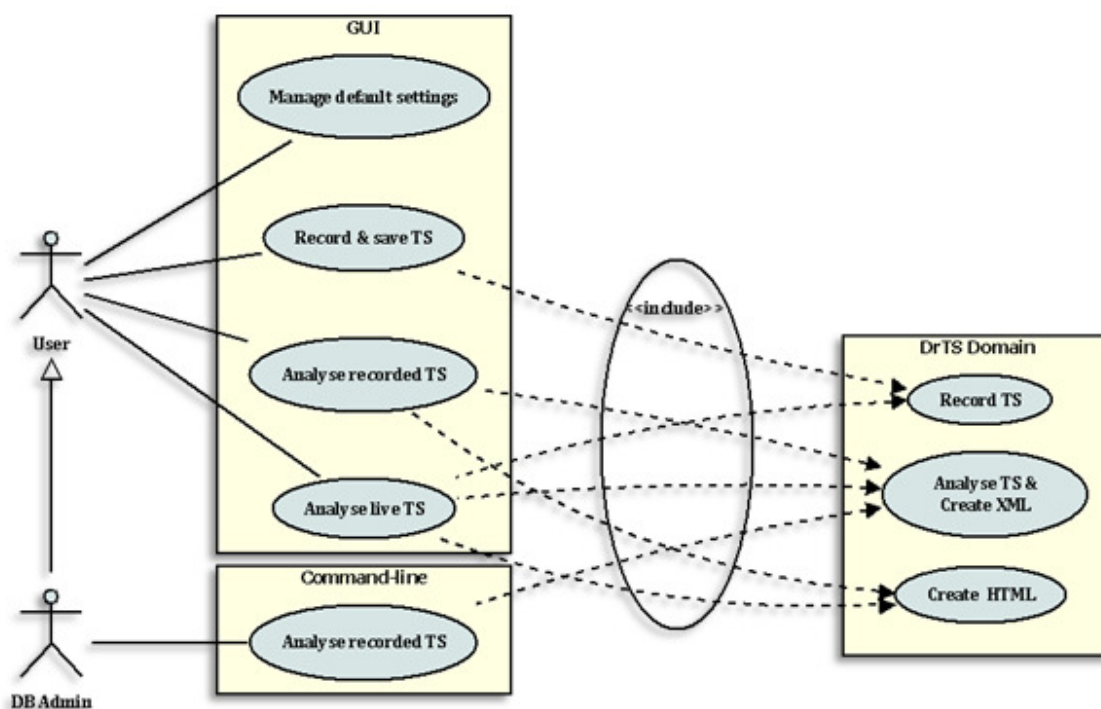 GUI
Manage default settings
Record & save TS
<<include>>
User
DrTS Domain
Analyse recorded TS
Record TS
Analyse TS &
Create XML
Analyse live TS
Command-line
Create HTML
Analyse recorded TS
DB Admin